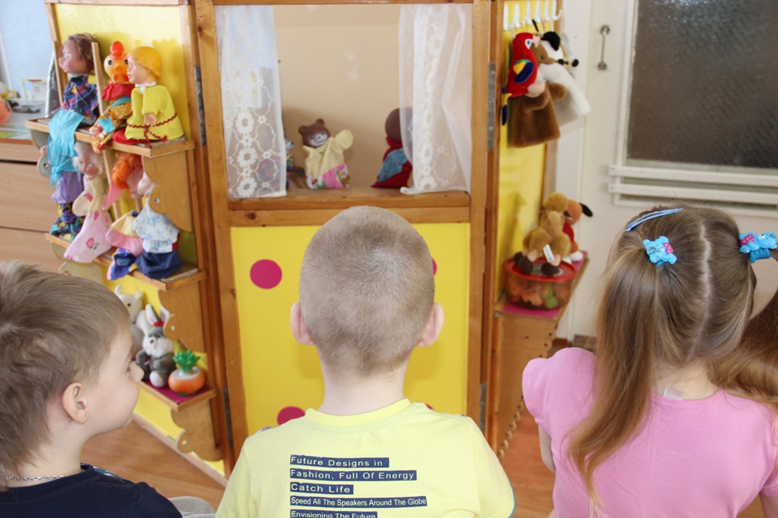 Future Designs in
Fashion, Full Of Energy
Catch Life
Speed All The Speakers Around The Globe
Envisioning The Future